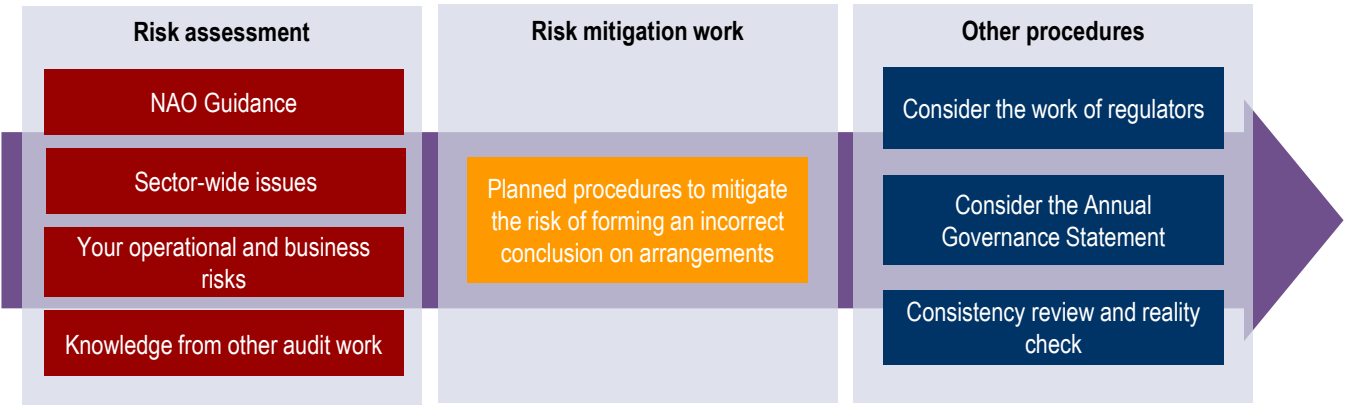 Risk assessment
NAO Guidance
Sector-wide issues
Your operational and business
risks
Knowledge from other audit work
Risk mitigation work
Planned procedures to mitigate
the risk of forming an incorrect
conclusion on arrangements
Other procedures
Consider the work of regulators
Consider the Annual
Governance Statement
Consistency review and reality
check